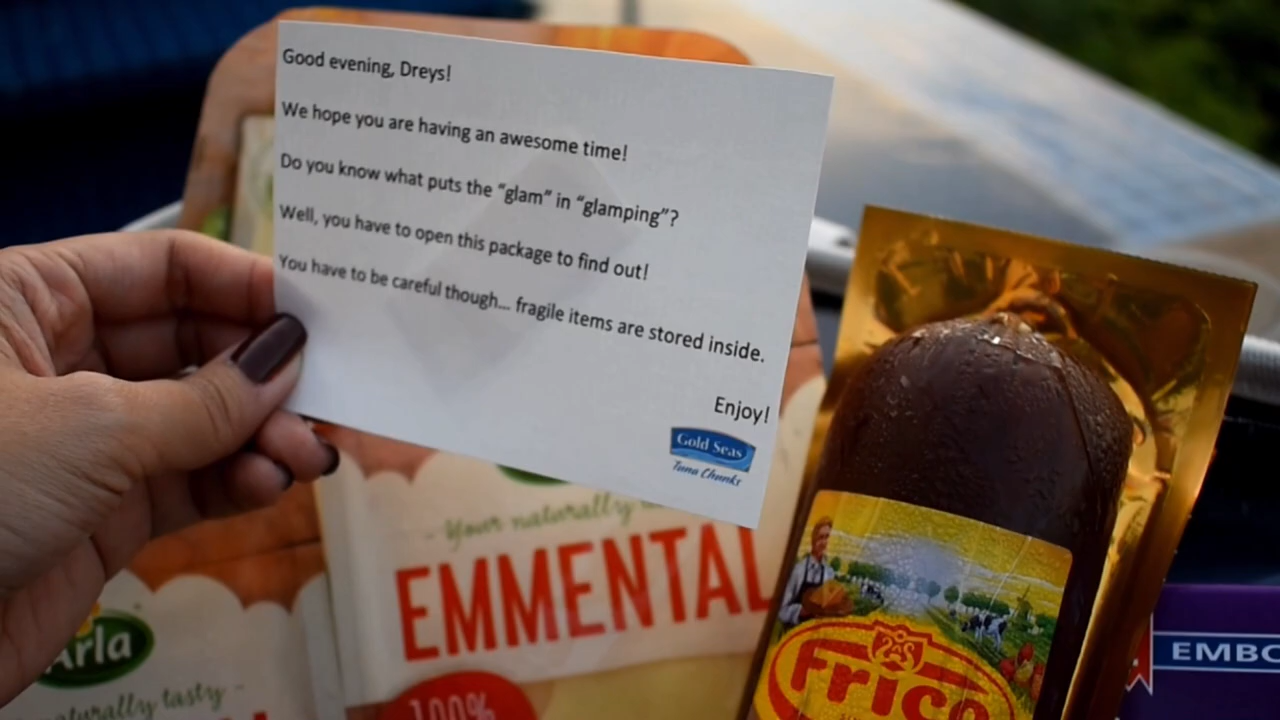 Good evening, Dreys!
We hope you are having an awesome time!
Do you know what puts the “glam” in “glamping”?
Well, you have to open this package to find out!
You have to be careful though... fragile items are stored inside.
Enjoy!
Gold Seas
Tuna Chunks
- Your naturally
EMMENTAL
100%
Arla
naturally tasty -
Frico
EMBO